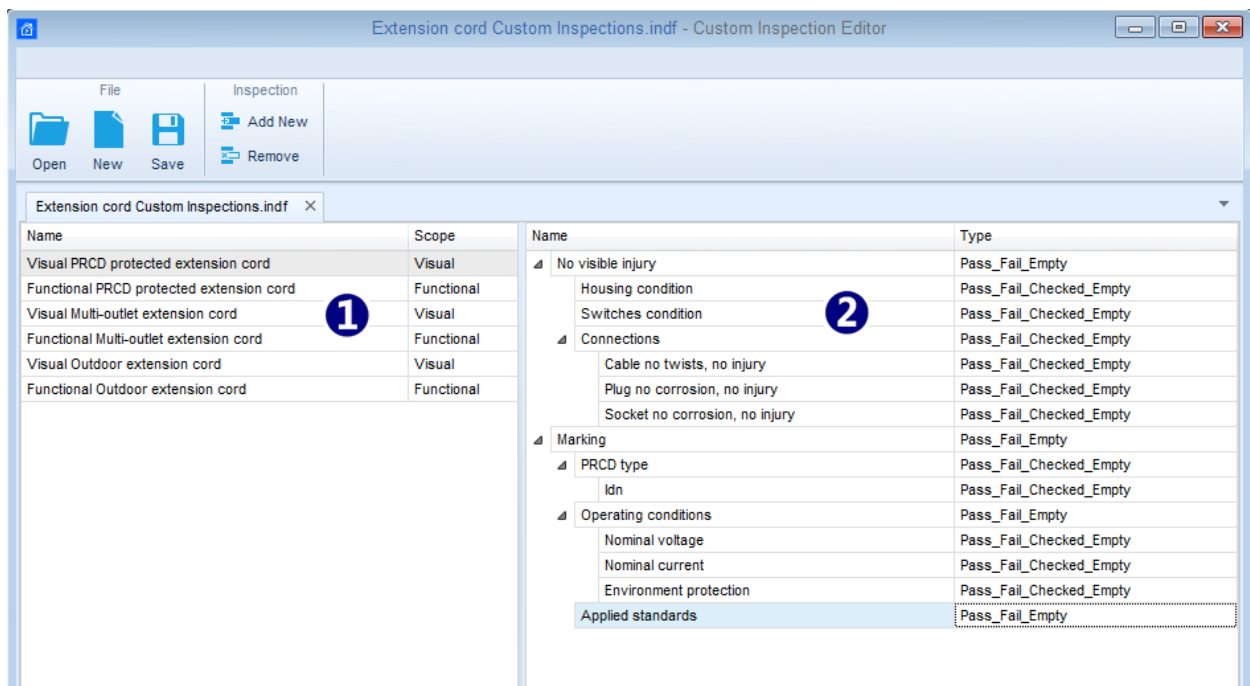 Extension cord Custom Inspections.indf - Custom Inspection Editor
File
Inspection
Open
New
Save
Add New
Remove
Extension cord Custom Inspections.indf
Name Scope
Visual PRCD protected extension cord Visual
Functional PRCD protected extension cord Functional
Visual Multi-outlet extension cord Visual
Functional Multi-outlet extension cord Functional
Visual Outdoor extension cord Visual
Functional Outdoor extension cord Functional
1
Name Type
No visible injury Pass_Fail_Empty
Housing condition Pass_Fail_Checked_Empty
Switches condition Pass_Fail_Checked_Empty
Connections Pass_Fail_Checked_Empty
Cable no twists, no injury Pass_Fail_Checked_Empty
Plug no corrosion, no injury Pass_Fail_Checked_Empty
Socket no corrosion, no injury Pass_Fail_Checked_Empty
Marking Pass_Fail_Empty
PRCD type Pass_Fail_Checked_Empty
Idn Pass_Fail_Checked_Empty
Operating conditions Pass_Fail_Empty
Nominal voltage Pass_Fail_Checked_Empty
Nominal current Pass_Fail_Checked_Empty
Environment protection Pass_Fail_Checked_Empty
Applied standards Pass_Fail_Empty
2